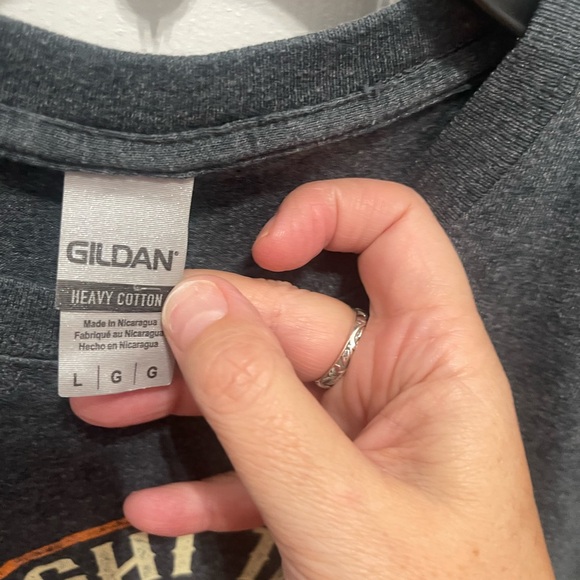 GILDAN®
HEAVY COTTON
Made in Nicaragua
Fabriqué au Nicaragua
Hecho en Nicaragua
L | G | G